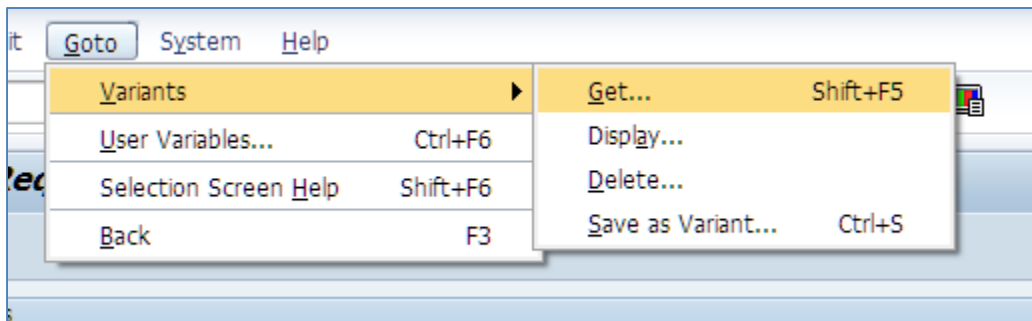 it Goto System Help
Variants
User Variables... Ctrl+F6
Selection Screen Help Shift+F6
Back F3
Get... Shift+F5
Display...
Delete...
Save as Variant... Ctrl+S
Req
s